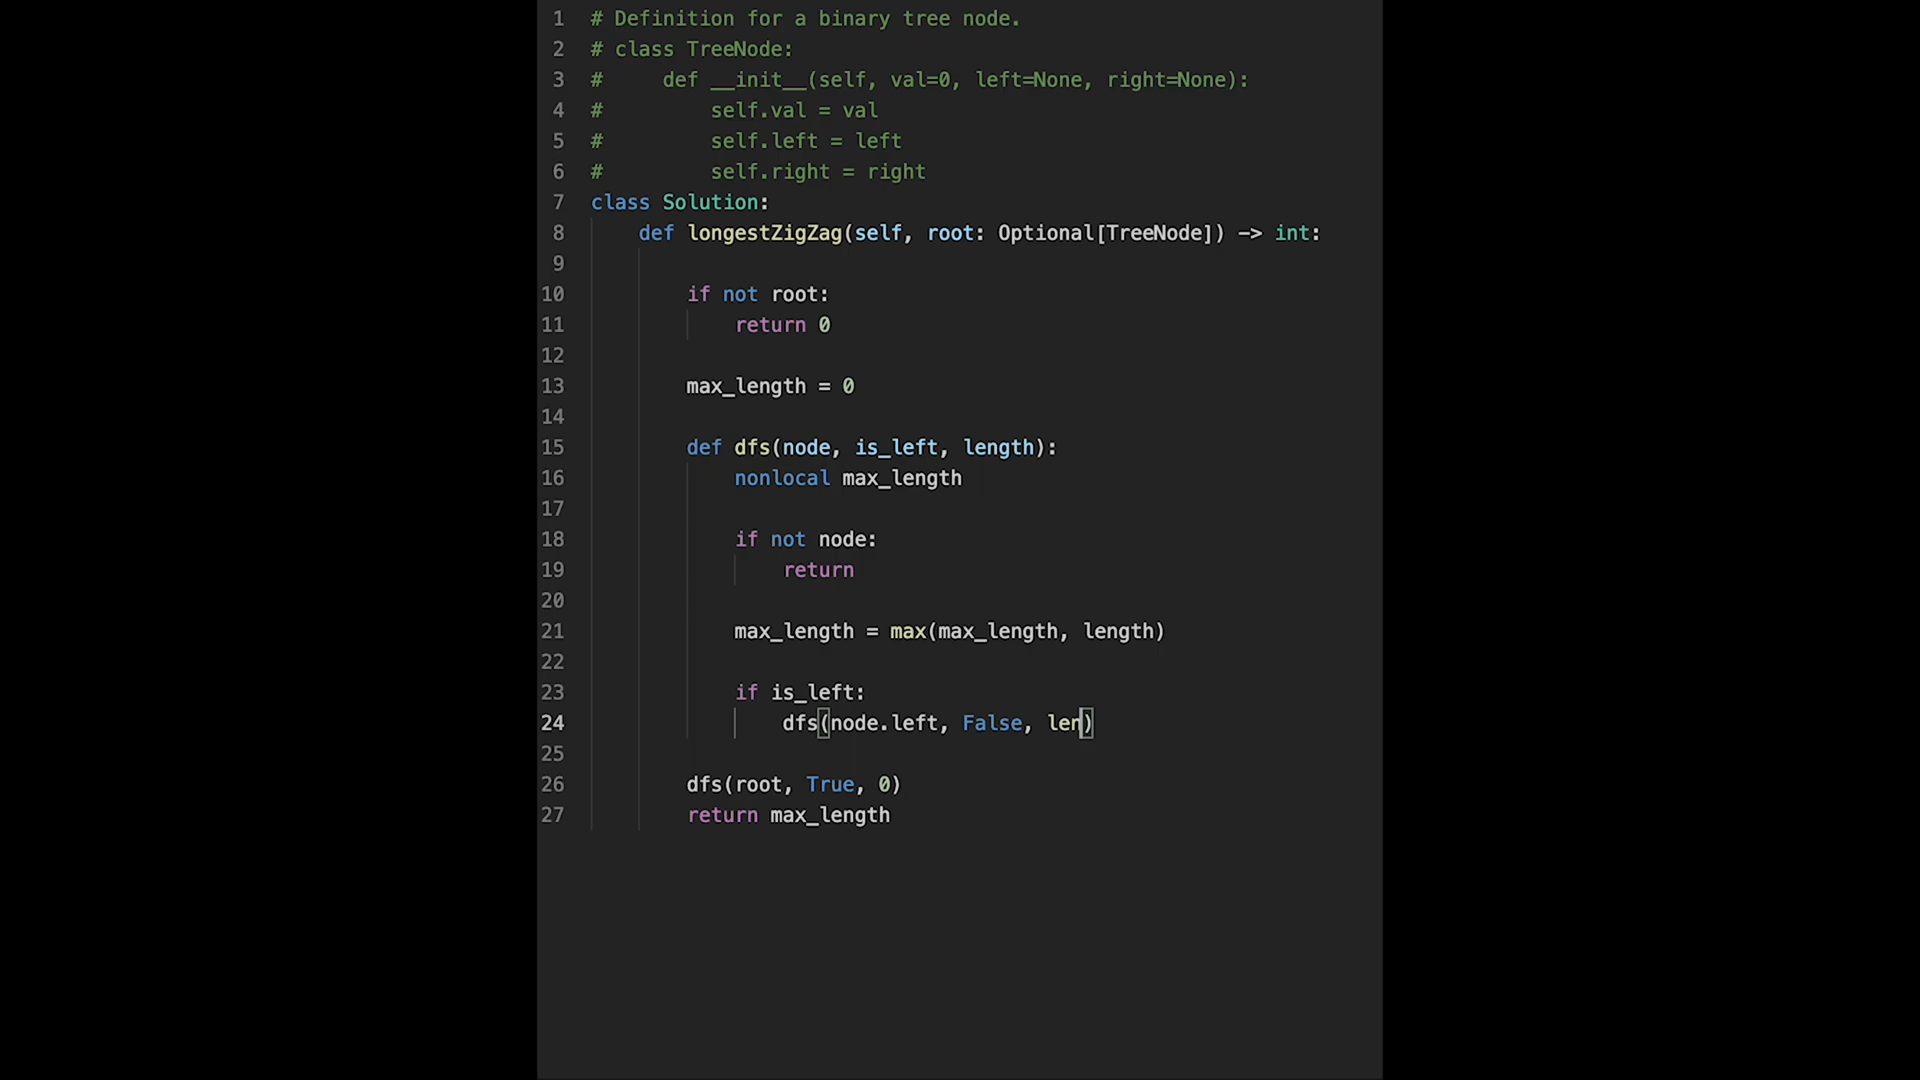 1 # Definition for a binary tree node.
2 # class TreeNode:
3 #     def __init__(self, val=0, left=None, right=None):
4 #         self.val = val
5 #         self.left = left
6 #         self.right = right
7 class Solution:
8     def longestZigZag(self, root: Optional[TreeNode]) -> int:
9
10         if not root:
11             return 0
12
13         max_length = 0
14
15         def dfs(node, is_left, length):
16             nonlocal max_length
17
18             if not node:
19                 return
20
21             max_length = max(max_length, length)
22
23             if is_left:
24                 dfs(node.left, False, len)
25
26         dfs(root, True, 0)
27         return max_length